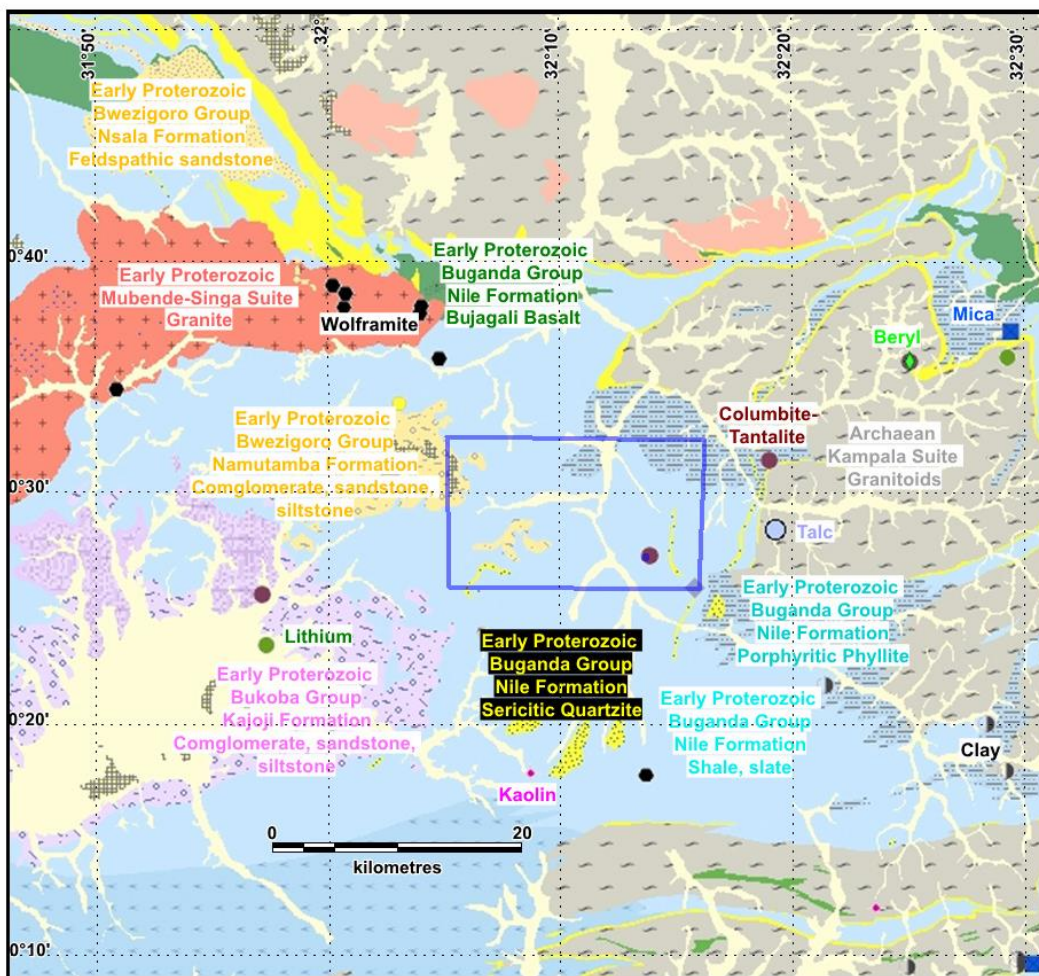 31°50'
32°
32°10'
32°20'
32°30'
Early Proterozoic
Bwezigoro Group
Nsala Formation
Feldspathic sandstone
0°40'
Early Proterozoic
Mubende-Singa Suite
Granite
Wolframite
Early Proterozoic
Buganda Group
Nile Formation
Bujagali Basalt
Mica
Beryl
Early Proterozoic
Bwezigoro Group
Namutamba Formation
Comglomerate, sandstone,
siltstone
Columbite-
Tantalite
Archaean
Kampala Suite
Granitoids
0°30'
Talc
Early Proterozoic
Buganda Group
Nile Formation
Porphyritic Phyllite
Lithium
Early Proterozoic
Bukoba Group
Kajoji Formation
Comglomerate, sandstone,
siltstone
Early Proterozoic
Buganda Group
Nile Formation
Sericitic Quartzite
Early Proterozoic
Buganda Group
Nile Formation
Shale, slate
0°20'
Clay
Kaolin
0
20
kilometres
0°10'